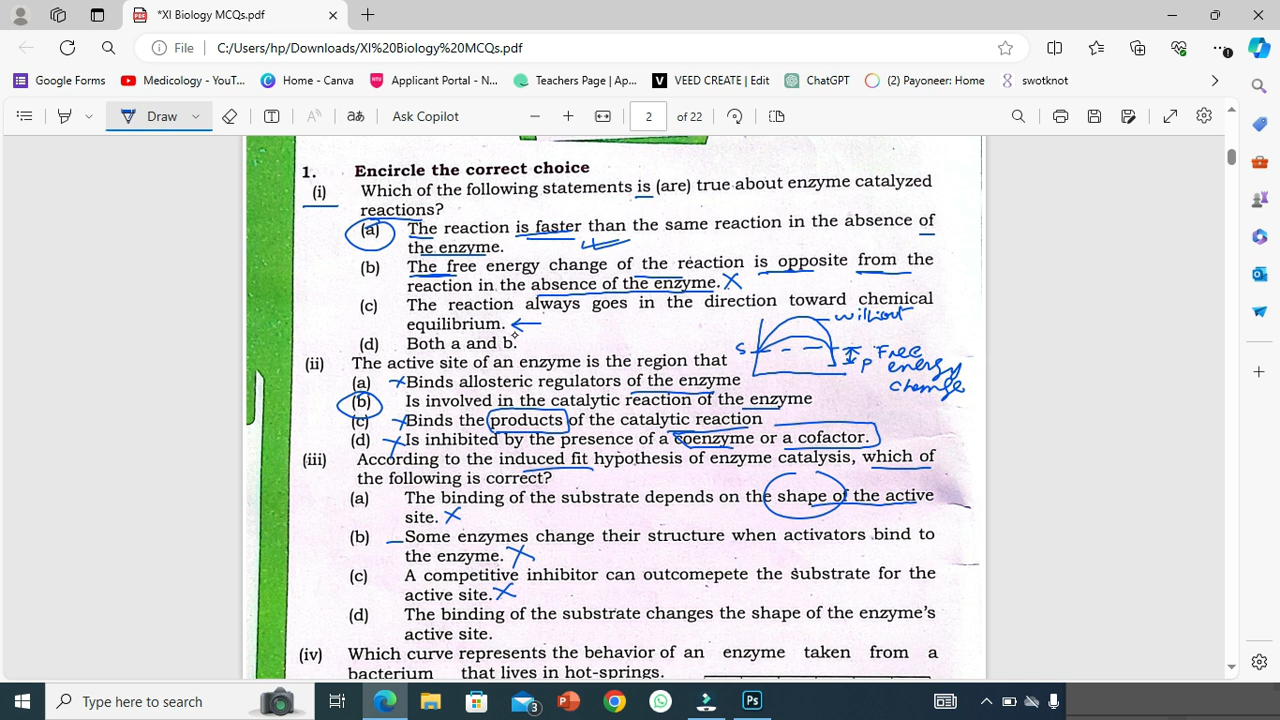 *XI Biology MCQs.pdf
File C:/Users/hp/Downloads/XI%20Biology%20MCQs.pdf
Google Forms Medicology - YouT... Home - Canva Applicant Portal - N... Teachers Page | Ap... VEED CREATE | Edit ChatGPT (2) Payoneer: Home swotknot
Draw Ask Copilot 2 of 22
1. Encircle the correct choice
(i) Which of the following statements is (are) true about enzyme catalyzed
reactions?
(a) The reaction is faster than the same reaction in the absence of
the enzyme.
(b) The free energy change of the reaction is opposite from the
reaction in the absence of the enzyme.
(c) The reaction always goes in the direction toward chemical
equilibrium.
without
(d) Both a and b.
S
P
Free
energy
change
(ii) The active site of an enzyme is the region that
(a) Binds allosteric regulators of the enzyme
(b) Is involved in the catalytic reaction of the enzyme
(c) Binds the products of the catalytic reaction
(d) Is inhibited by the presence of a coenzyme or a cofactor.
(iii) According to the induced fit hypothesis of enzyme catalysis, which of
the following is correct?
(a) The binding of the substrate depends on the shape of the active
site.
(b) Some enzymes change their structure when activators bind to
the enzyme.
(c) A competitive inhibitor can outcomepete the substrate for the
active site.
(d) The binding of the substrate changes the shape of the enzyme's
active site.
(iv) Which curve represents the behavior of an enzyme taken from a
bacterium that lives in hot-springs.
Type here to search
3
Ps